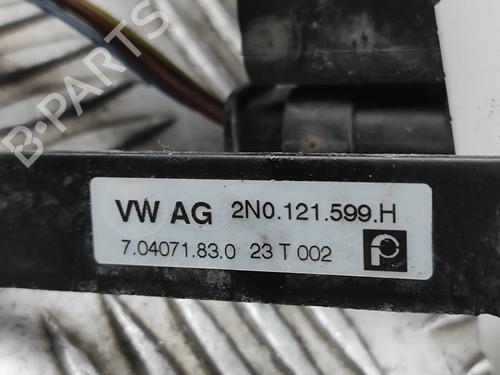 B-PARTS
VW AG 2N0.121.599.H
7.04071.83.0 23 T 002